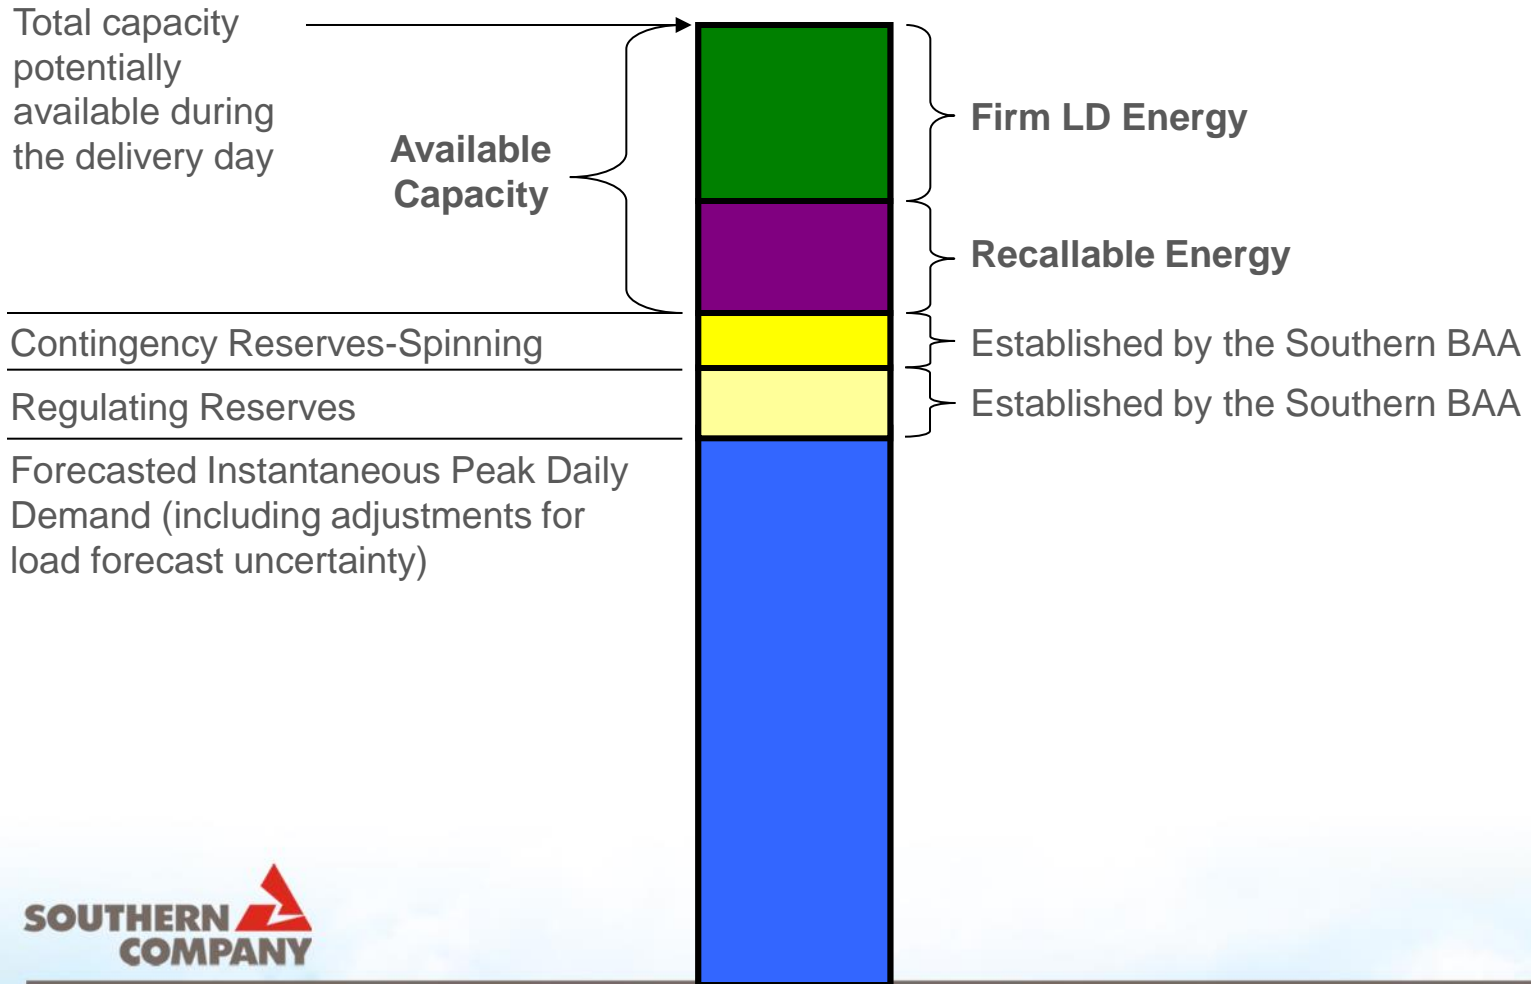 Total capacity
potentially
available during
the delivery day
Available
Capacity
Firm LD Energy
Recallable Energy
Contingency Reserves-Spinning
Established by the Southern BAA
Regulating Reserves
Established by the Southern BAA
Forecasted Instantaneous Peak Daily
Demand (including adjustments for
load forecast uncertainty)
SOUTHERN
COMPANY